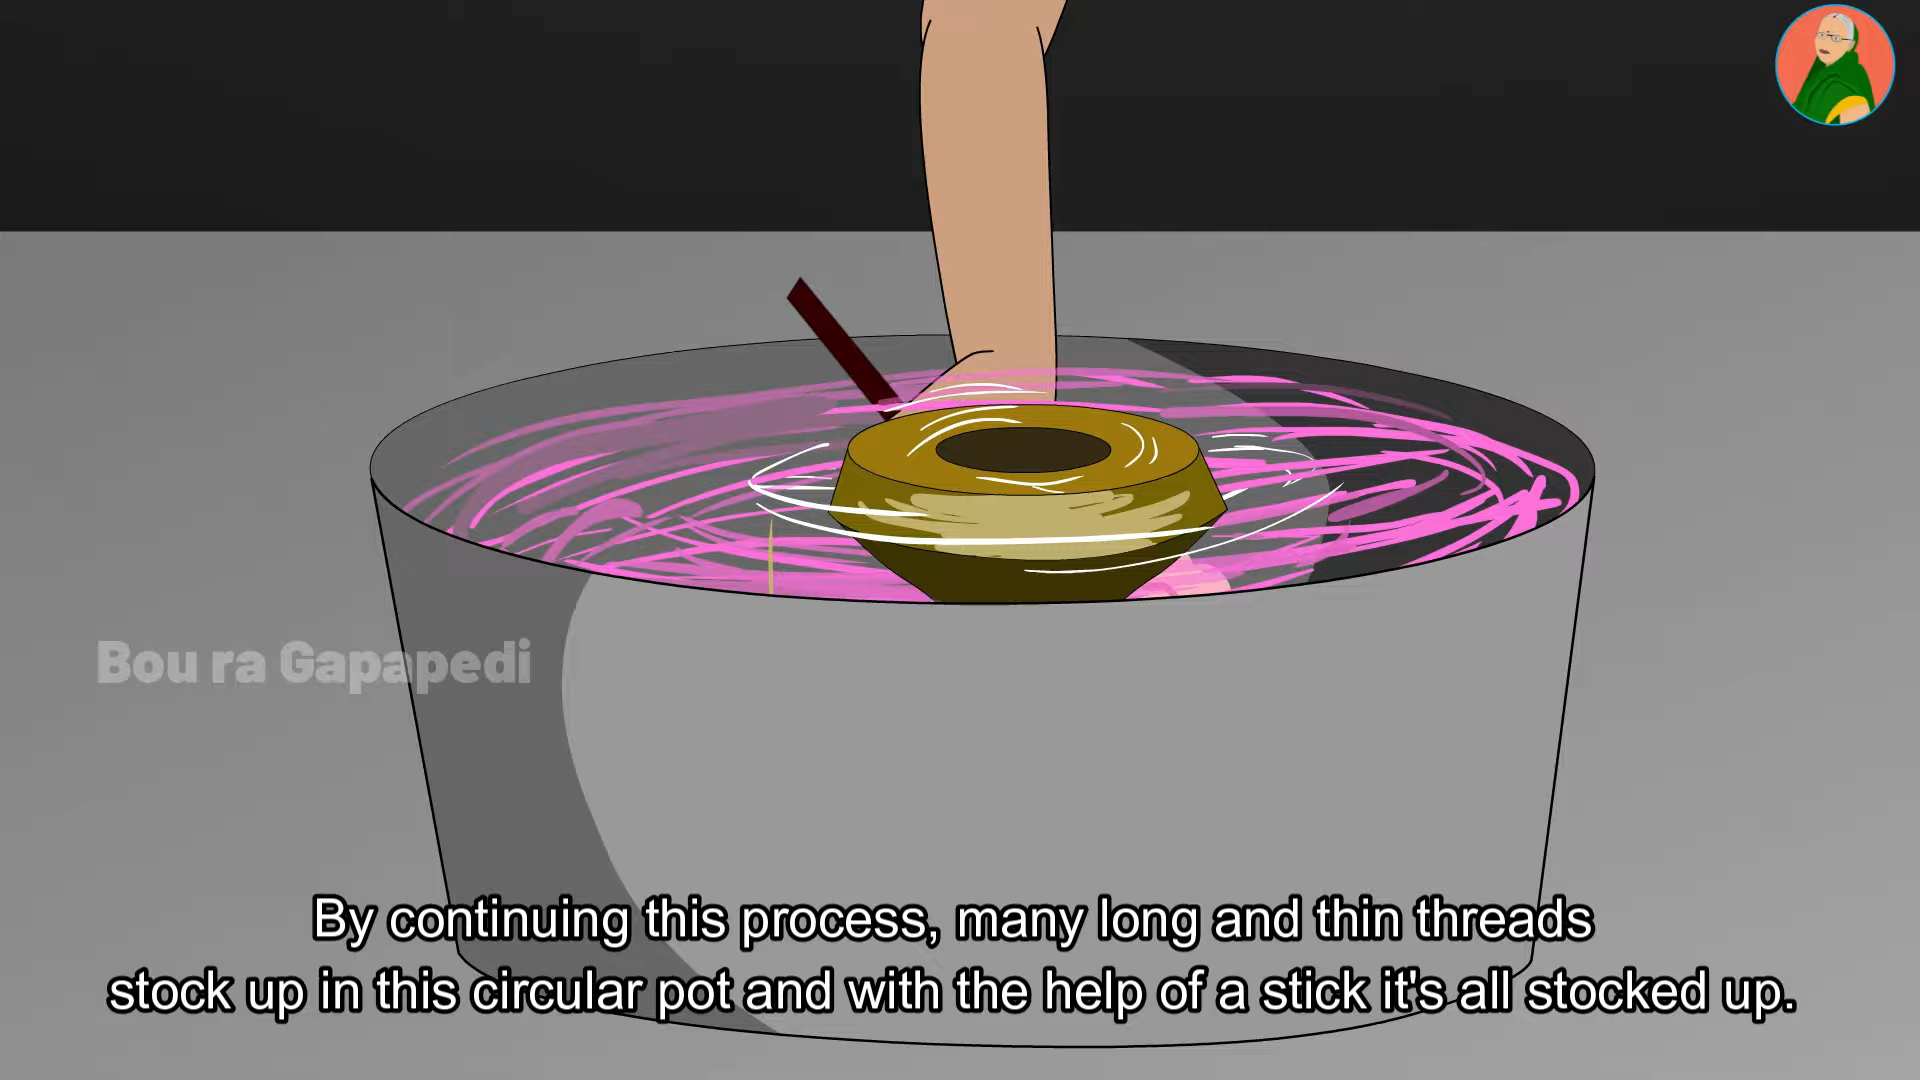 Bou ra Gapapedi
By continuing this process, many long and thin threads
stock up in this circular pot and with the help of a stick it's all stocked up.